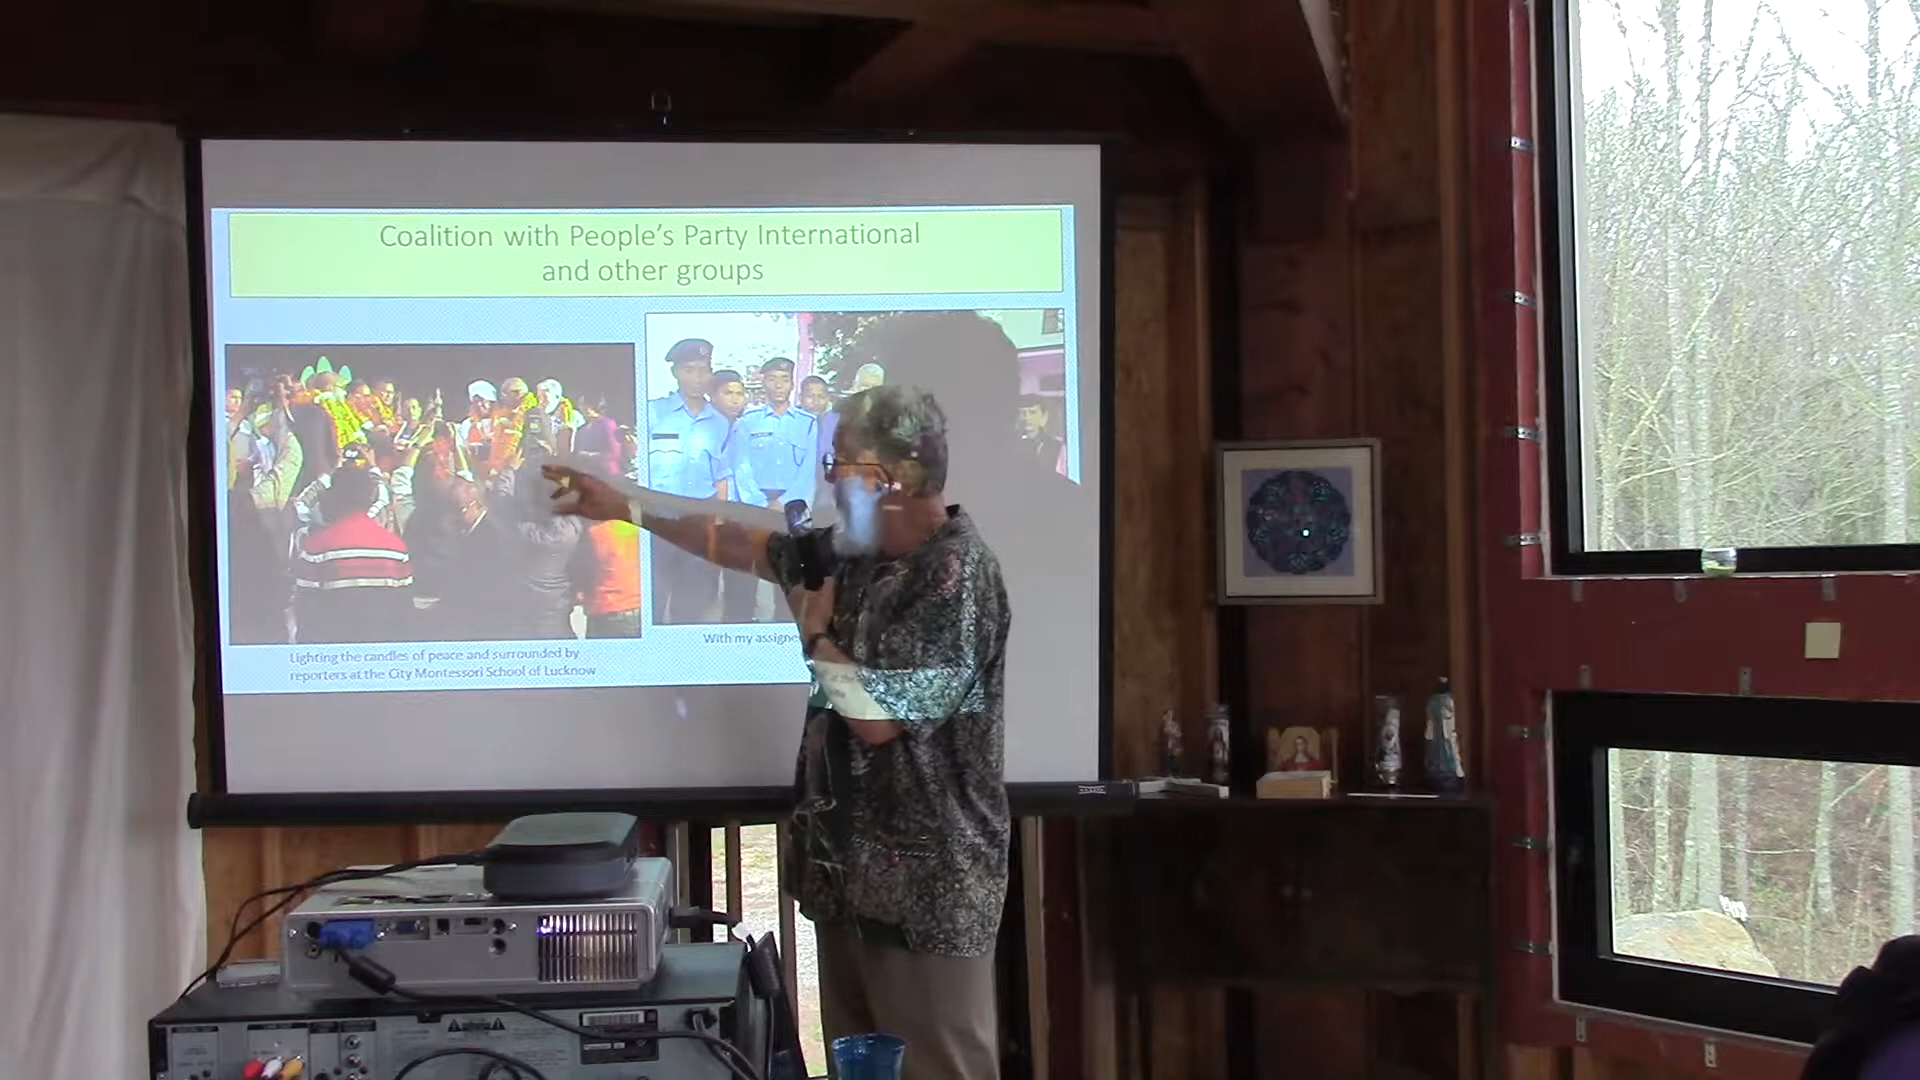 Coalition with People's Party International
and other groups
Lighting the candles of peace and surrounded by
reporters at the City Montessori School of Lucknow
With my assigne